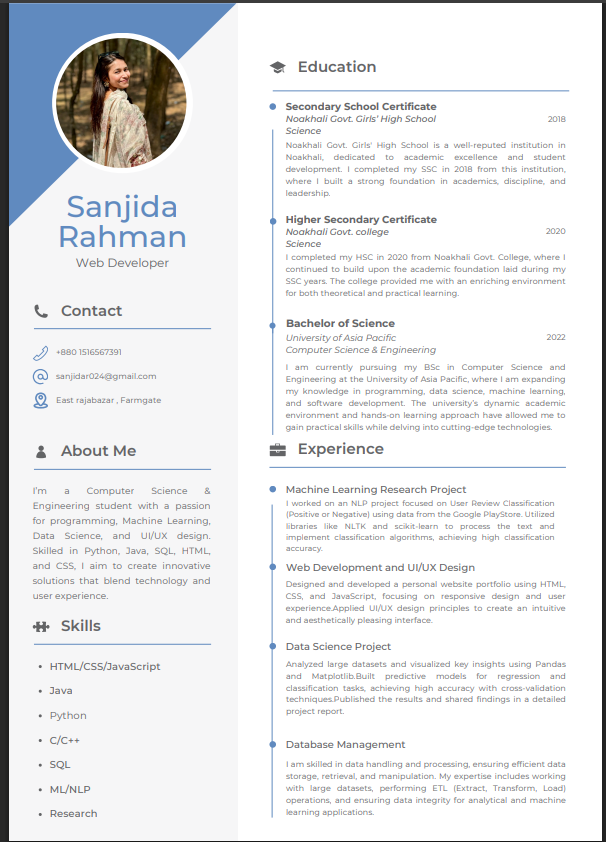 Sanjida
Rahman
Web Developer
Contact
+880 1516567391
sanjidar024@gmail.com
East rajabazar , Farmgate
About Me
I'm a Computer Science &
Engineering student with a passion
for programming, Machine Learning,
Data Science, and UI/UX design.
Skilled in Python, Java, SQL, HTML,
and CSS, I aim to create innovative
solutions that blend technology and
user experience.
Skills
• HTML/CSS/JavaScript
• Java
• Python
• C/C++
• SQL
• ML/NLP
• Research
Education
Secondary School Certificate
Noakhali Govt. Girls' High School 2018
Science
Noakhali Govt. Girls' High School is a well-reputed institution in
Noakhali, dedicated to academic excellence and student
development. I completed my SSC in 2018 from this institution,
where I built a strong foundation in academics, discipline, and
leadership.
Higher Secondary Certificate
Noakhali Govt. college 2020
Science
I completed my HSC in 2020 from Noakhali Govt. College, where I
continued to build upon the academic foundation laid during my
SSC years. The college provided me with an enriching environment
for both theoretical and practical learning.
Bachelor of Science
University of Asia Pacific 2022
Computer Science & Engineering
I am currently pursuing my BSc in Computer Science and
Engineering at the University of Asia Pacific, where I am expanding
my knowledge in programming, data science, machine learning,
and software development. The university's dynamic academic
environment and hands-on learning approach have allowed me to
gain practical skills while delving into cutting-edge technologies.
Experience
Machine Learning Research Project
I worked on an NLP project focused on User Review Classification
(Positive or Negative) using data from the Google PlayStore. Utilized
libraries like NLTK and scikit-learn to process the text and
implement classification algorithms, achieving high classification
accuracy.
Web Development and UI/UX Design
Designed and developed a personal website portfolio using HTML,
CSS, and JavaScript, focusing on responsive design and user
experience.Applied UI/UX design principles to create an intuitive
and aesthetically pleasing interface.
Data Science Project
Analyzed large datasets and visualized key insights using Pandas
and Matplotlib.Built predictive models for regression and
classification tasks, achieving high accuracy with cross-validation
techniques.Published the results and shared findings in a detailed
project report.
Database Management
I am skilled in data handling and processing, ensuring efficient data
storage, retrieval, and manipulation. My expertise includes working
with large datasets, performing ETL (Extract, Transform, Load)
operations, and ensuring data integrity for analytical and machine
learning applications.